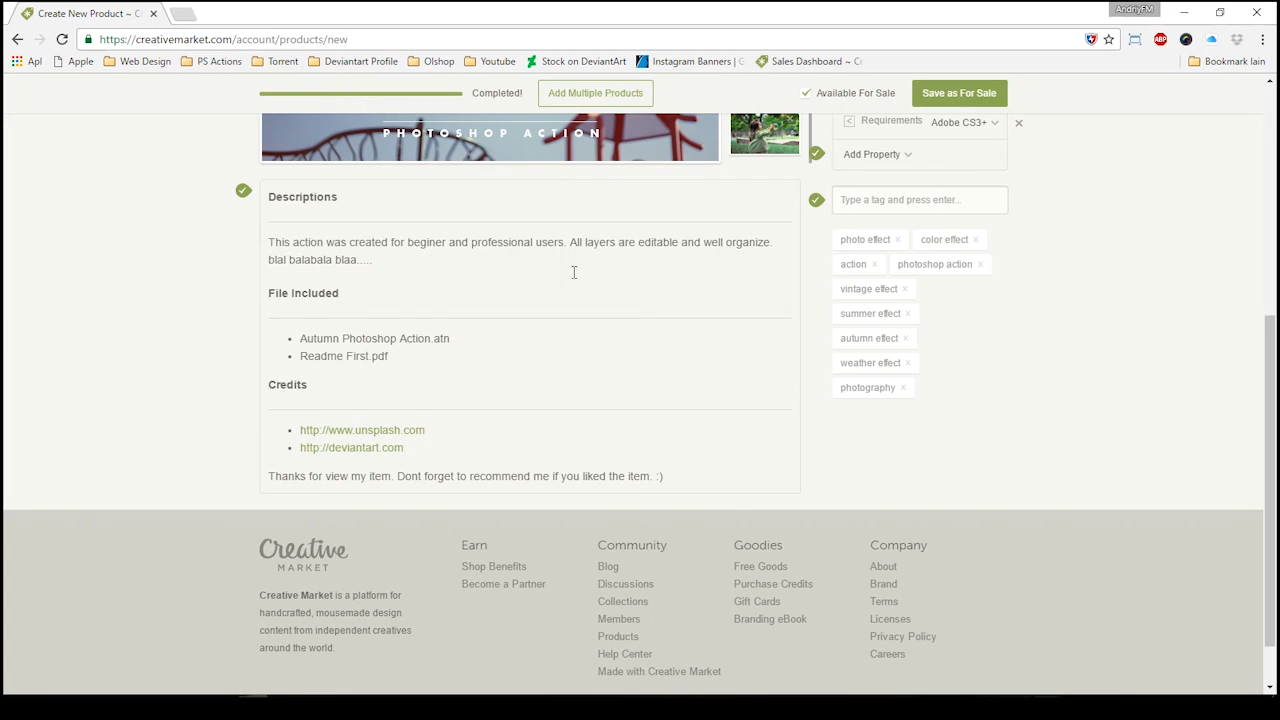 Create New Product ~ C
AndriyFM
https://creativemarket.com/account/products/new
ABP
Apl
Apple
Web Design
PS Actions
Torrent
Deviantart Profile
Olshop
Youtube
Stock on DeviantArt
Instagram Banners | G
Sales Dashboard ~ Cr
Bookmark lain
Completed!
Add Multiple Products
Available For Sale
Save as For Sale
PHOTOSHOP ACTION
Requirements
Adobe CS3+
Add Property
Descriptions
This action was created for beginer and professional users. All layers are editable and well organize.
blal balabala blaa.....
File Included
Autumn Photoshop Action.atn
Readme First.pdf
Credits
http://www.unsplash.com
http://deviantart.com
Thanks for view my item. Dont forget to recommend me if you liked the item. :)
Type a tag and press enter...
photo effect x
color effect x
action x
photoshop action x
vintage effect x
summer effect x
autumn effect x
weather effect x
photography x
Creative
MARKET
Creative Market is a platform for
handcrafted, mousemade design
content from independent creatives
around the world.
Earn
Shop Benefits
Become a Partner
Community
Blog
Discussions
Collections
Members
Products
Help Center
Made with Creative Market
Goodies
Free Goods
Purchase Credits
Gift Cards
Branding eBook
Company
About
Brand
Terms
Licenses
Privacy Policy
Careers